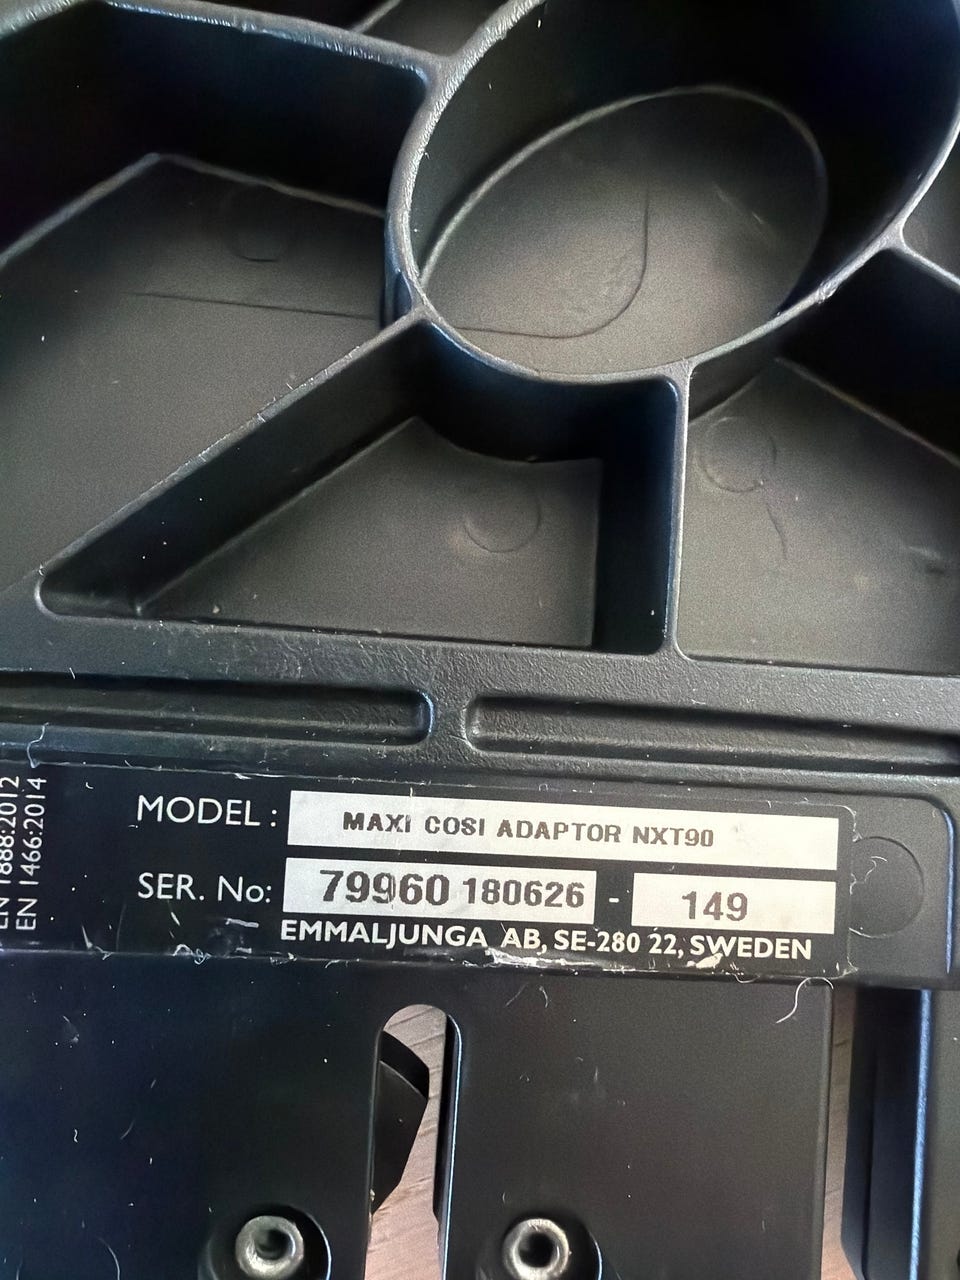 MODEL : MAXI COSI ADAPTOR NXT90
SER. No: 79960 180626 - 149
EMMALJUNGA AB, SE-280 22, SWEDEN
EN 1888:2012
EN 1466:2014